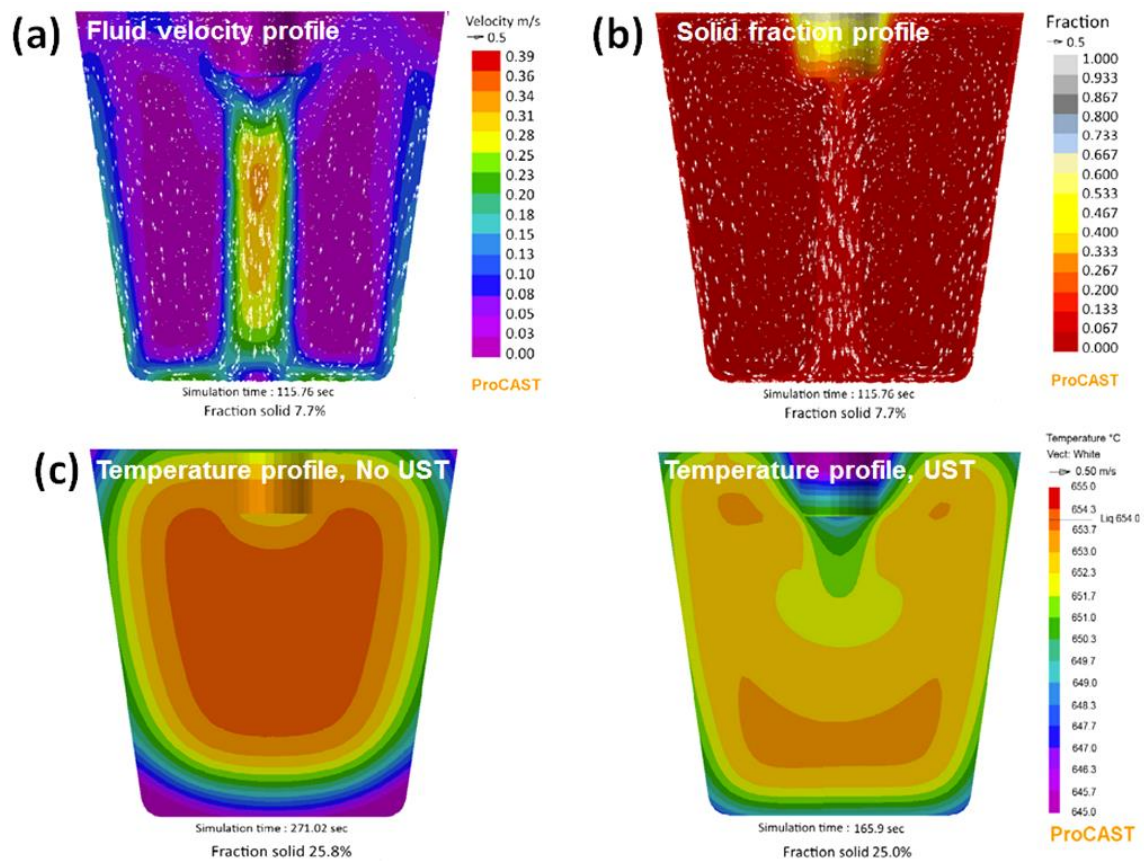 (a)
Fluid velocity profile
Velocity m/s
0.5
0.39
0.36
0.34
0.31
0.28
0.25
0.23
0.20
0.18
0.15
0.13
0.10
0.08
0.05
0.03
0.00
ProCAST
Simulation time : 115.76 sec
Fraction solid 7.7%
(b)
Solid fraction profile
Fraction
0.5
1.000
0.933
0.867
0.800
0.733
0.667
0.600
0.533
0.467
0.400
0.333
0.267
0.200
0.133
0.067
0.000
ProCAST
Simulation time : 115.76 sec
Fraction solid 7.7%
(c)
Temperature profile, No UST
Simulation time : 271.02 sec
Fraction solid 25.8%
Temperature profile, UST
Simulation time : 165.9 sec
Fraction solid 25.0%
Temperature °C
Vect: White
0.50 m/s
655.0
654.3
Liq 654.0
653.7
653.0
652.3
651.7
651.0
650.3
649.7
649.0
648.3
647.7
647.0
646.3
645.7
645.0
ProCAST